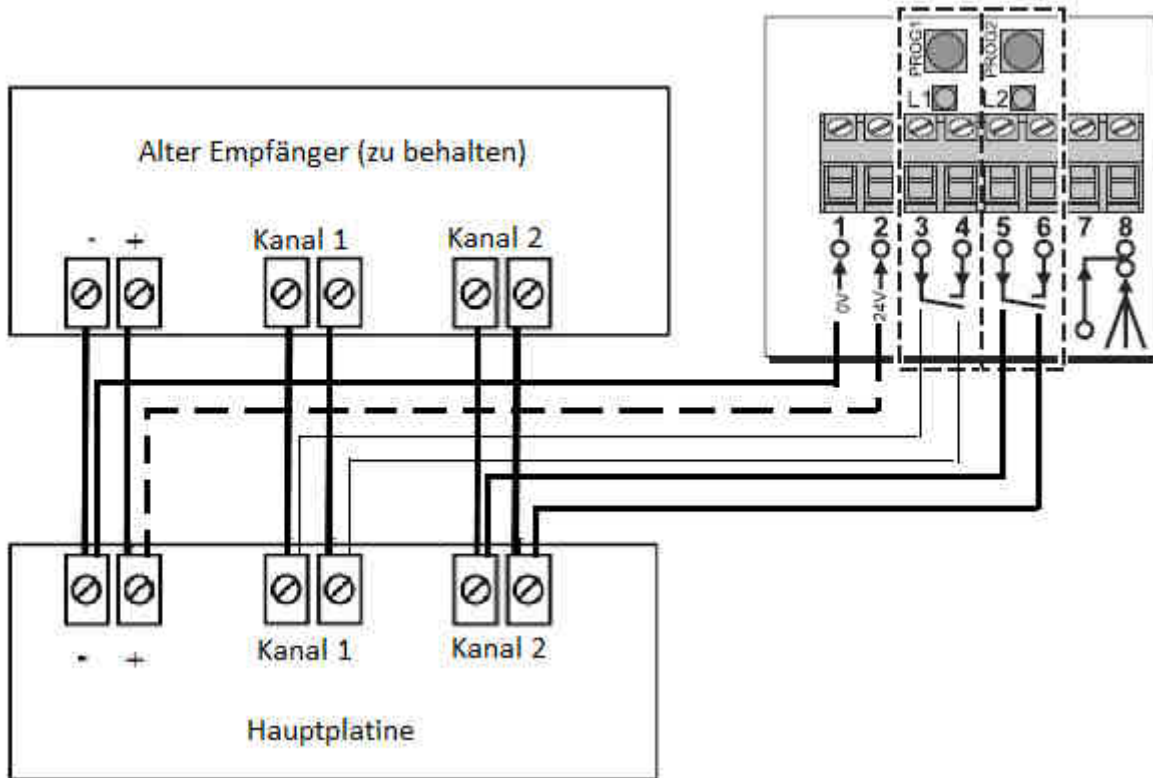 PROG1 PROG2
L1 L2
1 2 3 4 5 6 7 8
0V 24V
Alter Empfänger (zu behalten)
- + Kanal 1 Kanal 2
- + Kanal 1 Kanal 2
Hauptplatine